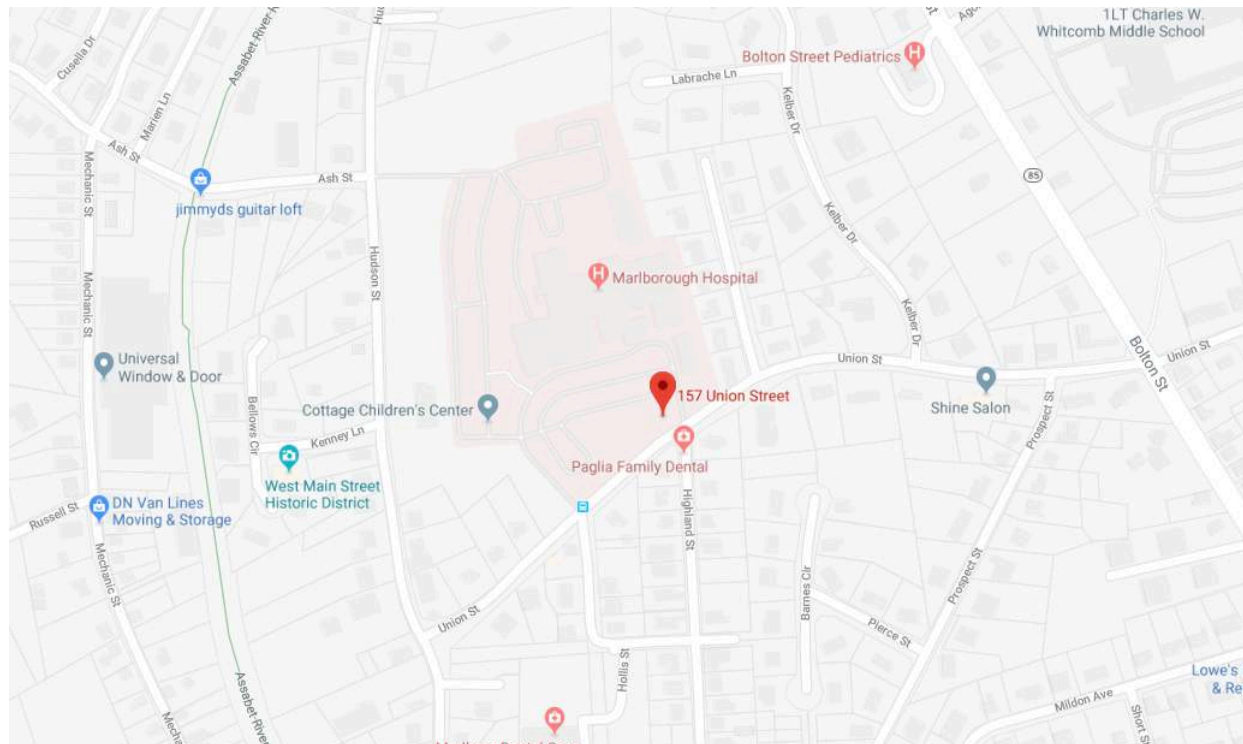 1LT Charles W.
Whitcomb Middle School
Bolton Street Pediatrics
Labrache Ln
Kelber Dr
Cusella Dr
Marien Ln
Assabet River
Ash St
Ash St
jimmyds guitar loft
Mechanic St
Mechanic St
Hudson St
85
Kelber Dr
Marlborough Hospital
Kelber Dr
Bolton St
Union St
Union St
Universal
Window & Door
157 Union Street
Shine Salon
Cottage Children's Center
Bellows Cir
Kenney Ln
Prospect St
Paglia Family Dental
West Main Street
Historic District
DN Van Lines
Moving & Storage
Russell St
Highland St
Mechanic St
Prospect St
Barnes Cir
Union St
Pierce St
Hollis St
Assabet River
Lowe's
& Re
Mildon Ave
Short St